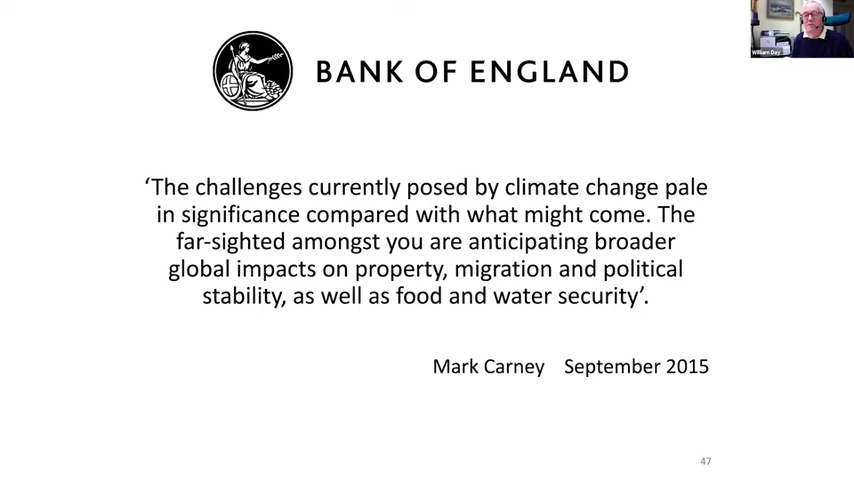 BANK OF ENGLAND
William Day
‘The challenges currently posed by climate change pale
in significance compared with what might come. The
far-sighted amongst you are anticipating broader
global impacts on property, migration and political
stability, as well as food and water security’.
Mark Carney September 2015
47